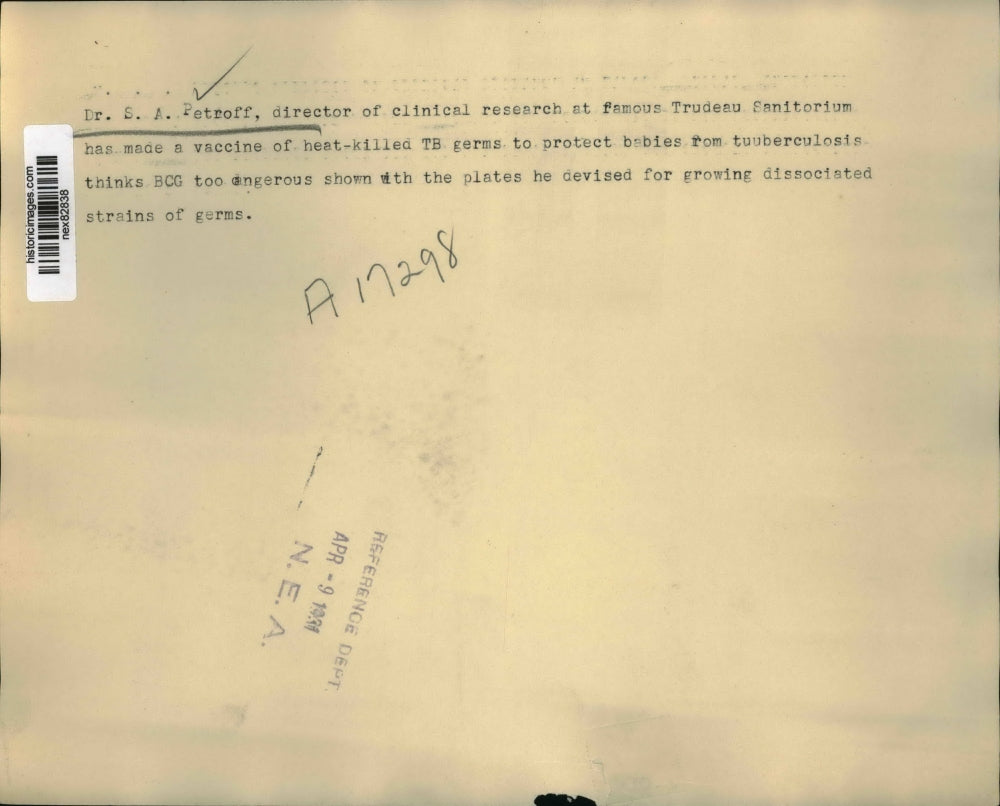 Dr. S. A. Petroff, director of clinical research at famous Trudeau Sanitorium
has made a vaccine of heat-killed TB germs to protect babies from tuuberculosis
thinks BCG too dangerous shown with the plates he devised for growing dissociated
strains of germs.
historicimages.com
nex82838
A 17298
REFERENCE DEPT.
APR - 9 1931
N. E. A.